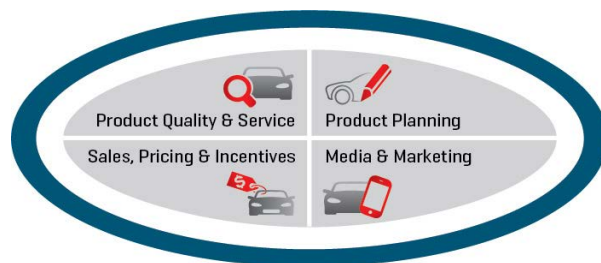 Product Quality & Service
Product Planning
Sales, Pricing & Incentives
Media & Marketing